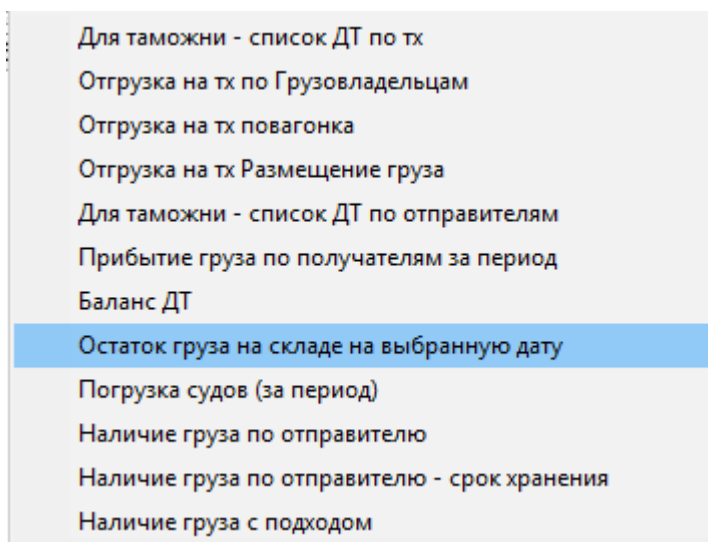 Для таможни - список ДТ по тх
Отгрузка на тх по Грузовладельцам
Отгрузка на тх повагонка
Отгрузка на тх Размещение груза
Для таможни - список ДТ по отправителям
Прибытие груза по получателям за период
Баланс ДТ
Остаток груза на складе на выбранную дату
Погрузка судов (за период)
Наличие груза по отправителю
Наличие груза по отправителю - срок хранения
Наличие груза с подходом